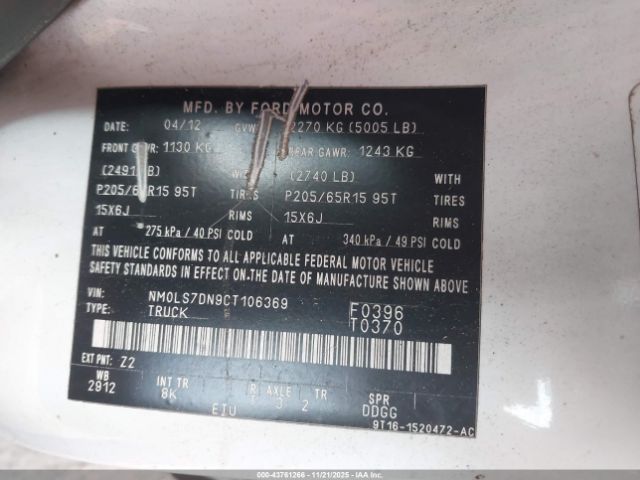 MFD. BY FORD MOTOR CO.
DATE: 04/12 GVW 2270 KG (5005 LB)
FRONT GAWR: 1130 KG REAR GAWR: 1243 KG
(2491 LB) (2740 LB) WITH
P205/65R15 95T TIRES P205/65R15 95T TIRES
15X6J RIMS 15X6J RIMS
AT 275 kPa/ 40 PSI COLD AT 340 kPa/ 49 PSI COLD
THIS VEHICLE CONFORMS TO ALL APPLICABLE FEDERAL MOTOR VEHICLE
SAFETY STANDARDS IN EFFECT ON THE DATE OF MANUFACTURE SHOWN ABOVE.
VIN: NM0LS7DN9CT106369 F0396
TYPE: TRUCK T0370
EXT PNT: Z2
WB INT TR R AXLE TR SPR
2912 8K 3 2 DDGG
EIU 9T16-1520472-AC
000-43761266 - 11/21/2025 - IAAI.COM